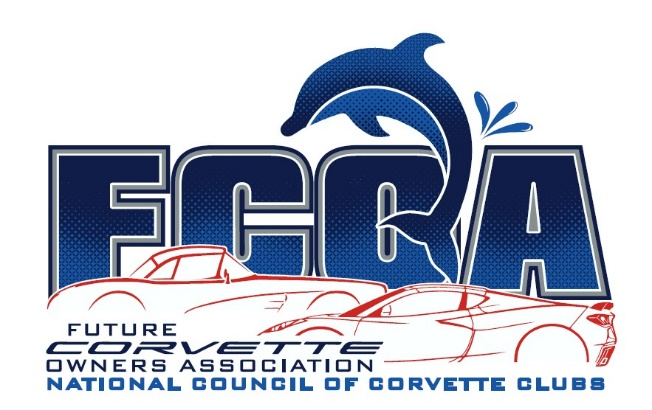 FCOA
FUTURE
CORVETTE
OWNERS ASSOCIATION
NATIONAL COUNCIL OF CORVETTE CLUBS